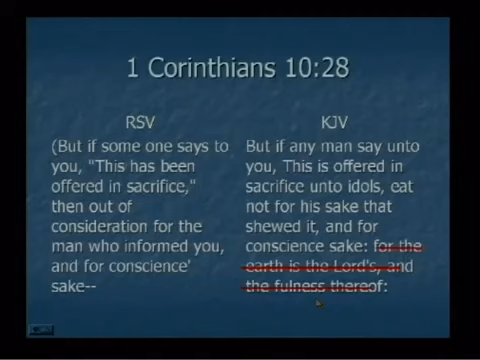 1 Corinthians 10:28
RSV
(But if some one says to
you, "This has been
offered in sacrifice,"
then out of
consideration for the
man who informed you,
and for conscience'
sake--
KJV
But if any man say unto
you, This is offered in
sacrifice unto idols, eat
not for his sake that
shewed it, and for
conscience sake: for the
earth is the Lord's, and
the fulness thereof: